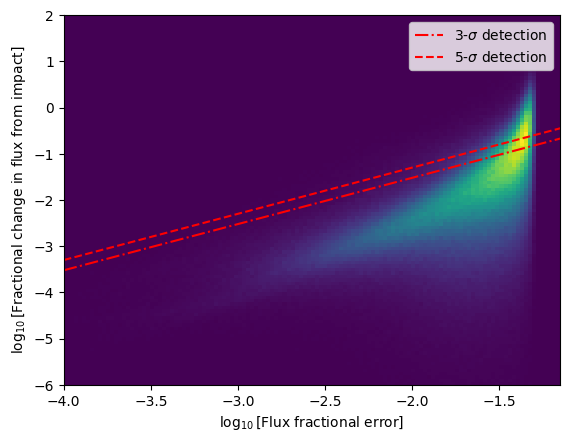 2
1
0
−1
−2
−3
−4
−5
−6
log₁₀[Fractional change in flux from impact]
3-σ detection
5-σ detection
−4.0 −3.5 −3.0 −2.5 −2.0 −1.5
log₁₀[Flux fractional error]